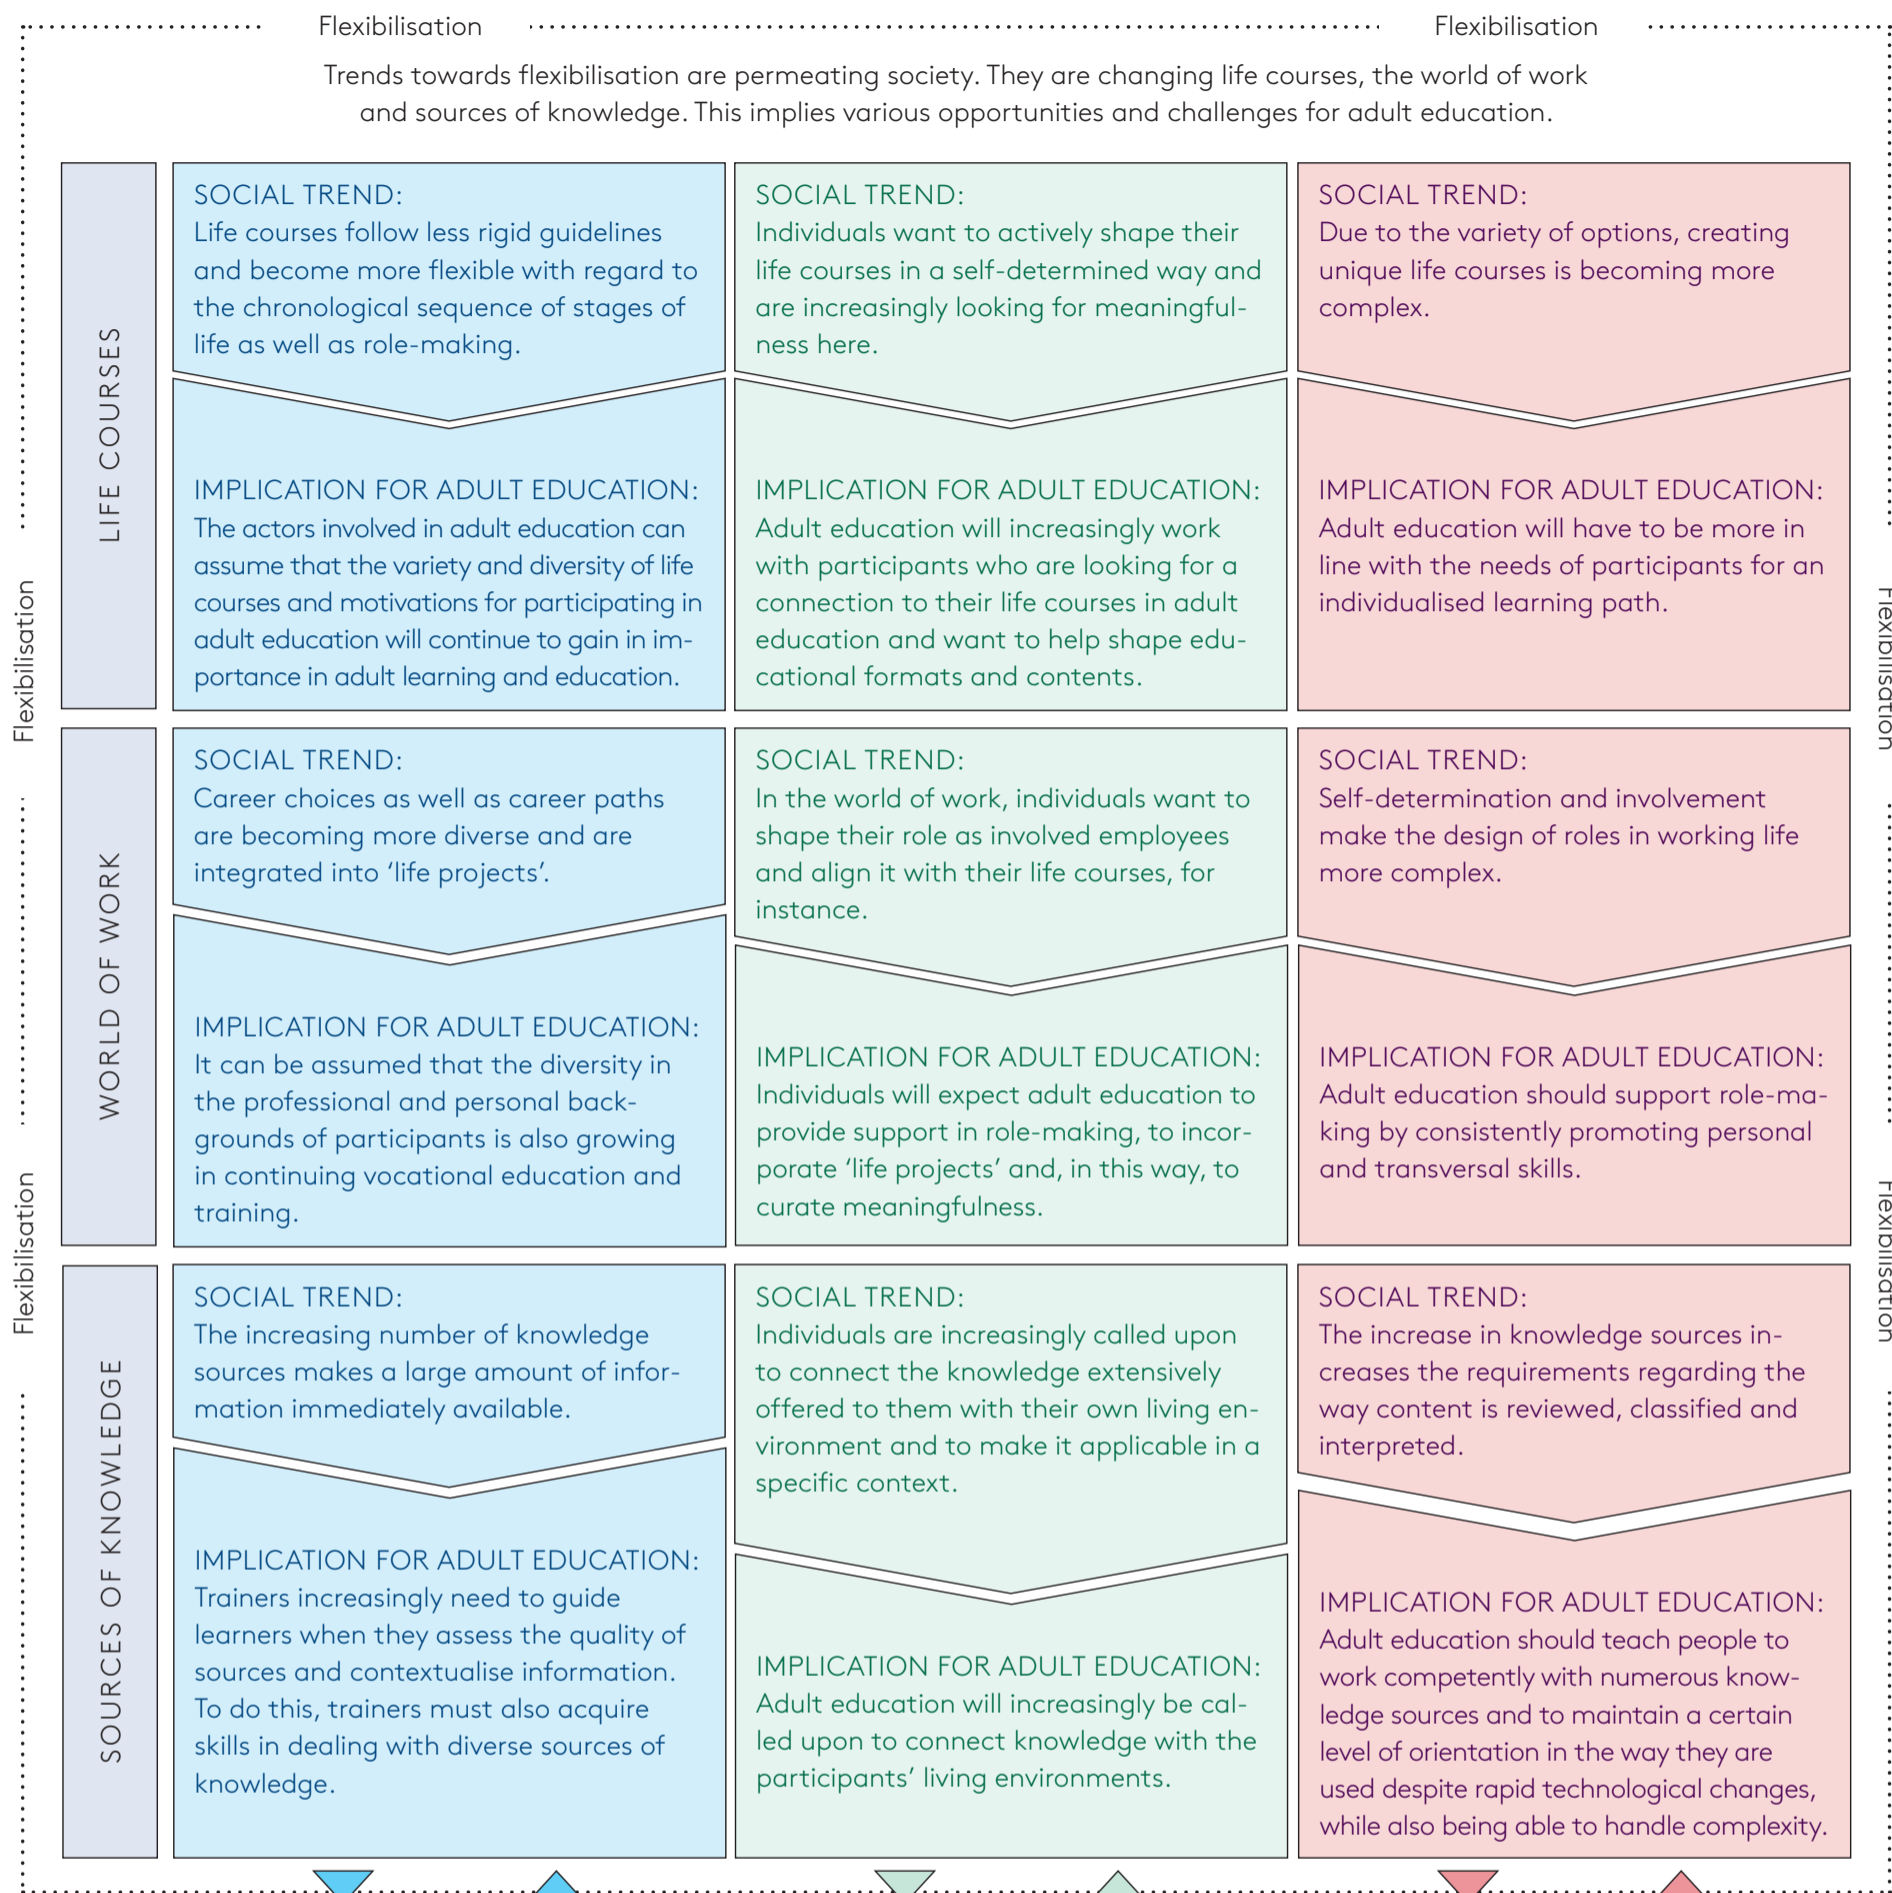 Flexibilisation
Flexibilisation
Trends towards flexibilisation are permeating society. They are changing life courses, the world of work
and sources of knowledge. This implies various opportunities and challenges for adult education.
Flexibilisation
Flexibilisation
Flexibilisation
Flexibilisation
LIFE COURSES
SOCIAL TREND:
Life courses follow less rigid guidelines
and become more flexible with regard to
the chronological sequence of stages of
life as well as role-making.
IMPLICATION FOR ADULT EDUCATION:
The actors involved in adult education can
assume that the variety and diversity of life
courses and motivations for participating in
adult education will continue to gain in im-
portance in adult learning and education.
SOCIAL TREND:
Individuals want to actively shape their
life courses in a self-determined way and
are increasingly looking for meaningful-
ness here.
IMPLICATION FOR ADULT EDUCATION:
Adult education will increasingly work
with participants who are looking for a
connection to their life courses in adult
education and want to help shape edu-
cational formats and contents.
SOCIAL TREND:
Due to the variety of options, creating
unique life courses is becoming more
complex.
IMPLICATION FOR ADULT EDUCATION:
Adult education will have to be more in
line with the needs of participants for an
individualised learning path.
WORLD OF WORK
SOCIAL TREND:
Career choices as well as career paths
are becoming more diverse and are
integrated into ‘life projects’.
IMPLICATION FOR ADULT EDUCATION:
It can be assumed that the diversity in
the professional and personal back-
grounds of participants is also growing
in continuing vocational education and
training.
SOCIAL TREND:
In the world of work, individuals want to
shape their role as involved employees
and align it with their life courses, for
instance.
IMPLICATION FOR ADULT EDUCATION:
Individuals will expect adult education to
provide support in role-making, to incor-
porate ‘life projects’ and, in this way, to
curate meaningfulness.
SOCIAL TREND:
Self-determination and involvement
make the design of roles in working life
more complex.
IMPLICATION FOR ADULT EDUCATION:
Adult education should support role-ma-
king by consistently promoting personal
and transversal skills.
SOURCES OF KNOWLEDGE
SOCIAL TREND:
The increasing number of knowledge
sources makes a large amount of infor-
mation immediately available.
IMPLICATION FOR ADULT EDUCATION:
Trainers increasingly need to guide
learners when they assess the quality of
sources and contextualise information.
To do this, trainers must also acquire
skills in dealing with diverse sources of
knowledge.
SOCIAL TREND:
Individuals are increasingly called upon
to connect the knowledge extensively
offered to them with their own living en-
vironment and to make it applicable in a
specific context.
IMPLICATION FOR ADULT EDUCATION:
Adult education will increasingly be cal-
led upon to connect knowledge with the
participants’ living environments.
SOCIAL TREND:
The increase in knowledge sources in-
creases the requirements regarding the
way content is reviewed, classified and
interpreted.
IMPLICATION FOR ADULT EDUCATION:
Adult education should teach people to
work competently with numerous know-
ledge sources and to maintain a certain
level of orientation in the way they are
used despite rapid technological changes,
while also being able to handle complexity.